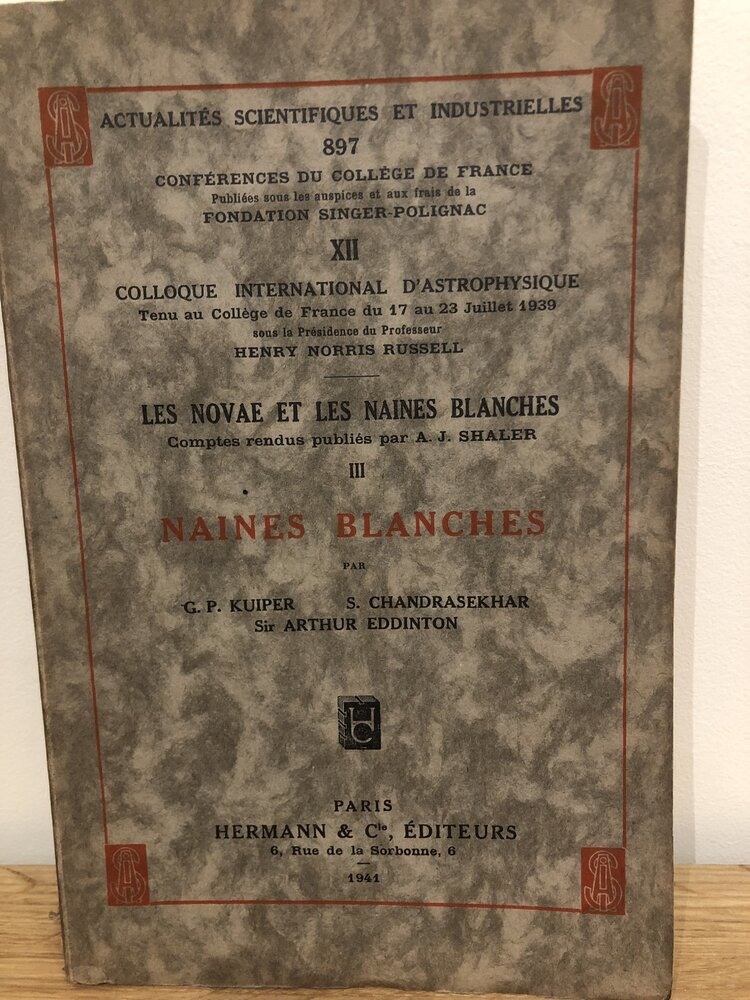 ACTUALITÉS SCIENTIFIQUES ET INDUSTRIELLES
897
CONFÉRENCES DU COLLÈGE DE FRANCE
Publiées sous les auspices et aux frais de la
FONDATION SINGER-POLIGNAC
XII
COLLOQUE INTERNATIONAL D'ASTROPHYSIQUE
Tenu au Collège de France du 17 au 23 Juillet 1939
sous la Présidence du Professeur
HENRY NORRIS RUSSELL
LES NOVAE ET LES NAINES BLANCHES
Comptes rendus publiés par A. J. SHALER
III
NAINES BLANCHES
PAR
G. P. KUIPER S. CHANDRASEKHAR
Sir ARTHUR EDDINTON
HC
PARIS
HERMANN & Cie, ÉDITEURS
6, Rue de la Sorbonne, 6
1941